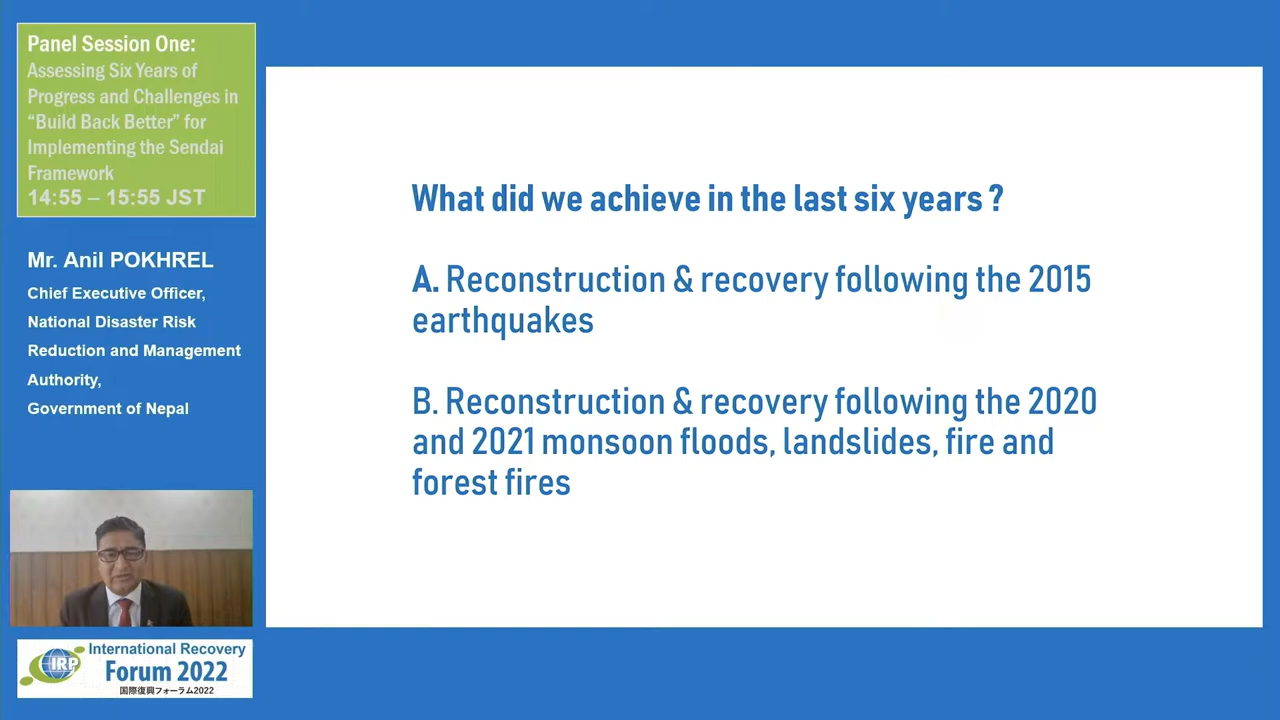 Panel Session One:
Assessing Six Years of
Progress and Challenges in
“Build Back Better” for
Implementing the Sendai
Framework
14:55 – 15:55 JST
Mr. Anil POKHREL
Chief Executive Officer,
National Disaster Risk
Reduction and Management
Authority,
Government of Nepal
IRP
International Recovery
Forum 2022
国際復興フォーラム2022
What did we achieve in the last six years ?
A. Reconstruction & recovery following the 2015
earthquakes
B. Reconstruction & recovery following the 2020
and 2021 monsoon floods, landslides, fire and
forest fires